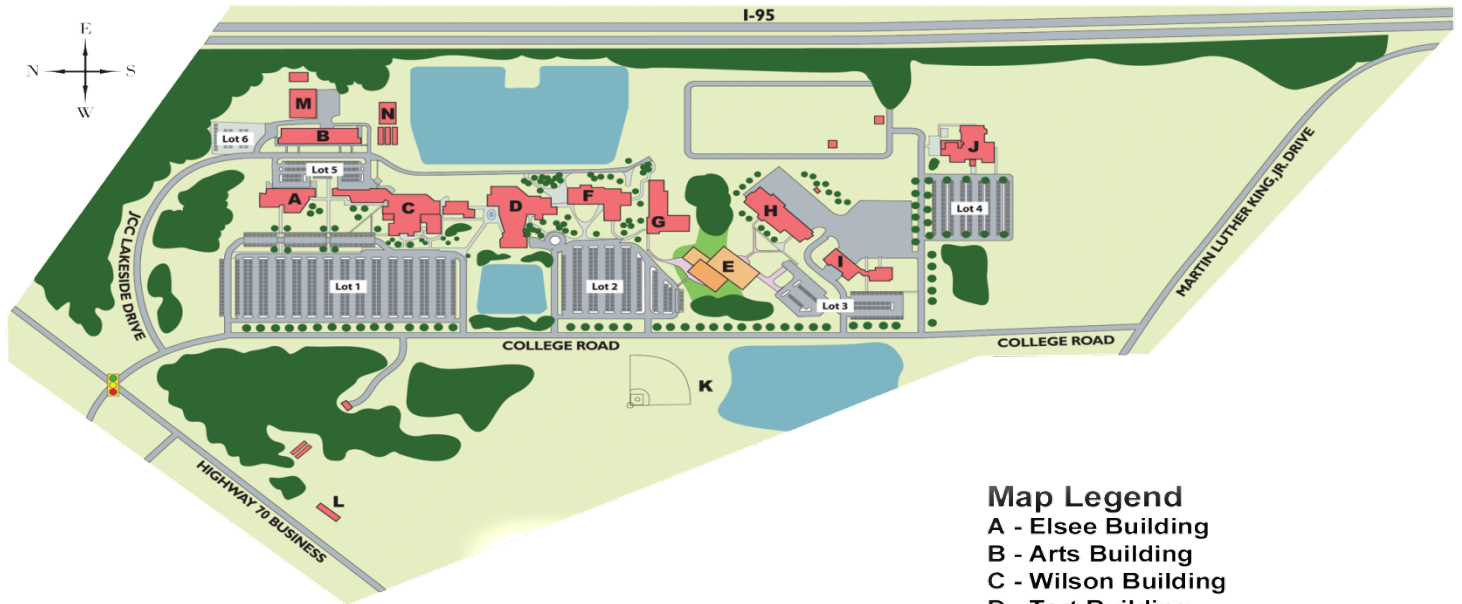 I-95
E
N S
W
M
N
B
Lot 6
Lot 5
J
A
C
D
F
G
H
Lot 4
E
I
Lot 1
Lot 2
Lot 3
JCC LAKESIDE DRIVE
MARTIN LUTHER KING, JR. DRIVE
COLLEGE ROAD
COLLEGE ROAD
K
L
HIGHWAY 70 BUSINESS
Map Legend
A - Elsee Building
B - Arts Building
C - Wilson Building